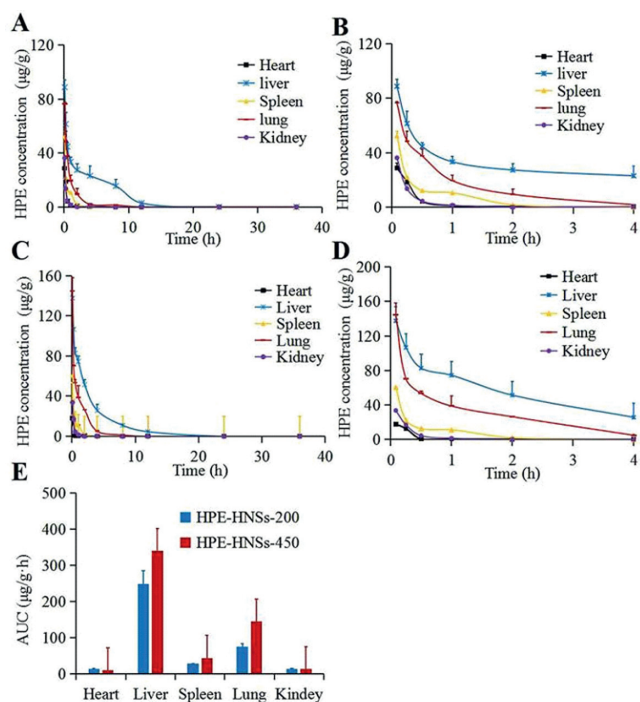 A
HPE concentration (μg/g)
120
80
40
0
0 10 20 30 40
Time (h)
Heart
liver
Spleen
lung
Kidney
B
HPE concentration (μg/g)
120
80
40
0
0 1 2 3 4
Time (h)
Heart
liver
Spleen
lung
Kidney
C
HPE concentration (μg/g)
160
120
80
40
0
0 10 20 30 40
Time (h)
Heart
Liver
Spleen
Lung
Kidney
D
HPE concentration (μg/g)
200
160
120
80
40
0
0 1 2 3 4
Time (h)
Heart
Liver
Spleen
Lung
Kidney
E
AUC (μg/g·h)
500
400
300
200
100
0
HPE-HNSs-200
HPE-HNSs-450
Heart Liver Spleen Lung Kindey